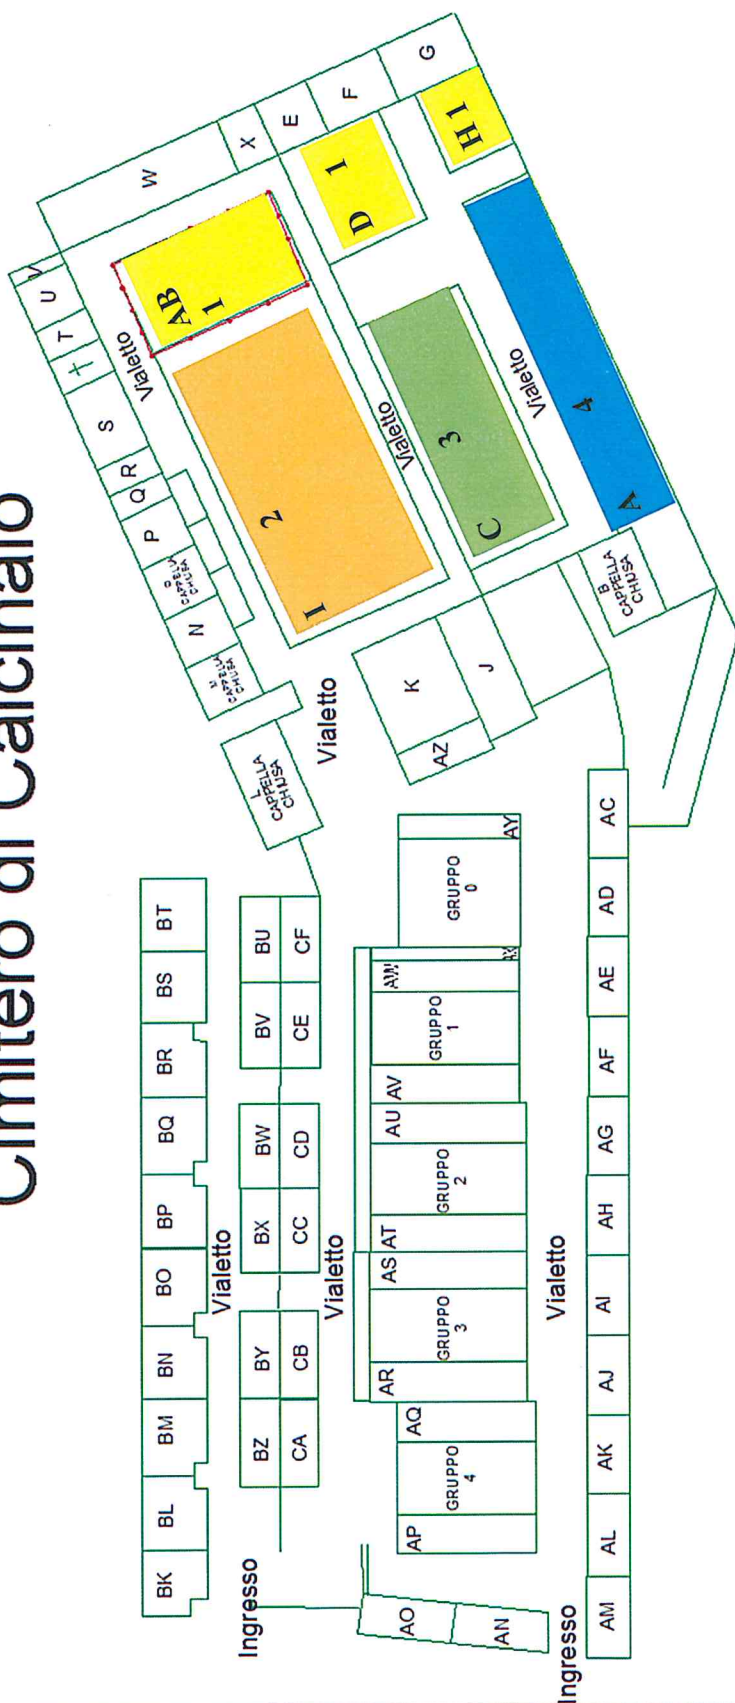 Cimitero di Calcinaio
BK
BL
BM
BN
BO
BP
BQ
BR
BS
BT
Vialetto
BZ
BY
BX
BW
BV
BU
CA
CB
CC
CD
CE
CF
Vialetto
Ingresso
AO
AN
Ingresso
AP
GRUPPO
4
AQ
AR
GRUPPO
3
AS
AT
GRUPPO
2
AU
AV
GRUPPO
1
AW
AX
GRUPPO
0
AY
Vialetto
AM
AL
AK
AJ
AI
AH
AG
AF
AE
AD
AC
L
CAPPELLA
CHIUSA
M
CAPPELLA
CHIUSA
N
O
CAPPELLA
CHIUSA
P
Q
R
S
T
U
V
Vialetto
W
X
E
F
G
Vialetto
AZ
K
J
B
CAPPELLA
CHIUSA
I
2
AB
1
Vialetto
C
3
D 1
H 1
Vialetto
A
4